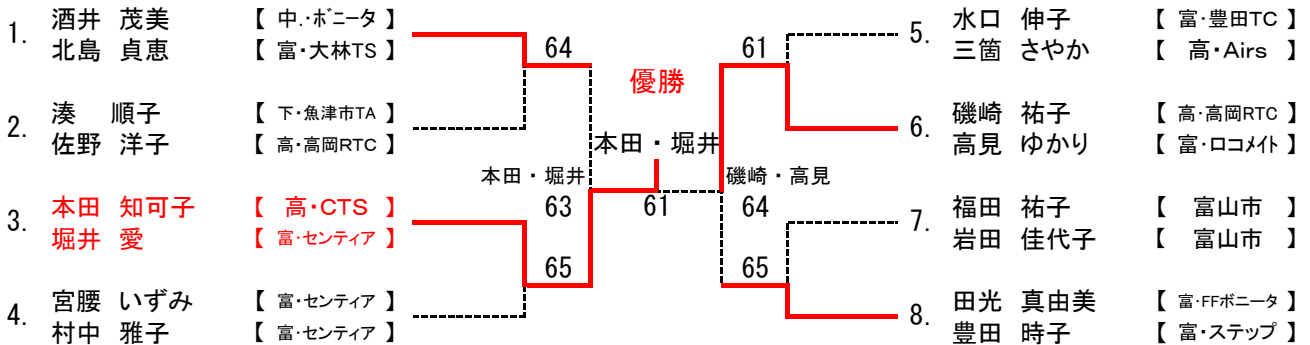 1. 酒井 茂美 【 中.・ボニータ 】
北島 貞恵 【 富・大林TS 】
2. 湊 順子 【 下・魚津市TA 】
佐野 洋子 【 高・高岡RTC 】
3. 本田 知可子 【 高・CTS 】
堀井 愛 【 富・センティア 】
4. 宮腰 いずみ 【 富・センティア 】
村中 雅子 【 富・センティア 】
64
本田・堀井
63
65
優勝
本田・堀井
61
61
磯崎・高見
64
65
5. 水口 伸子 【 富・豊田TC 】
三箇 さやか 【 高・Airs 】
6. 磯崎 祐子 【 高・高岡RTC 】
高見 ゆかり 【 富・ロコメイト 】
7. 福田 祐子 【 富山市 】
岩田 佳代子 【 富山市 】
8. 田光 真由美 【 富・FFボニータ 】
豊田 時子 【 富・ステップ 】